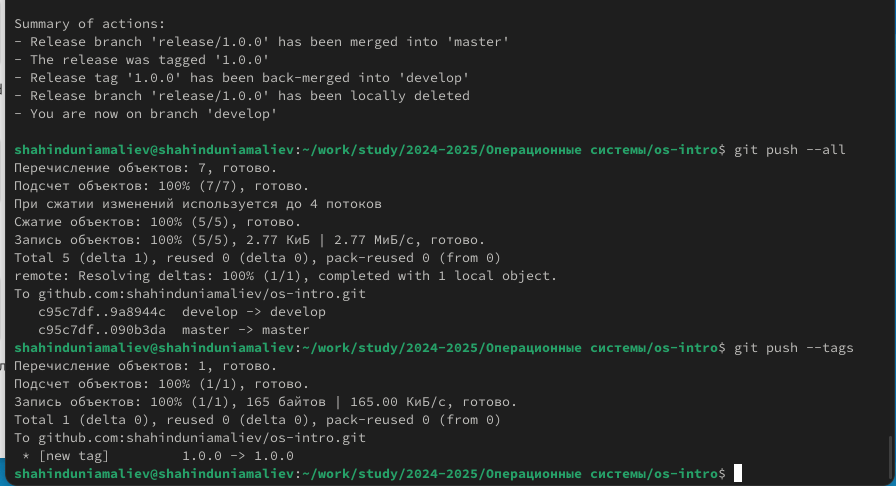 Summary of actions:
- Release branch 'release/1.0.0' has been merged into 'master'
- The release was tagged '1.0.0'
- Release tag '1.0.0' has been back-merged into 'develop'
- Release branch 'release/1.0.0' has been locally deleted
- You are now on branch 'develop'
shahinduniamaliev@shahinduniamaliev:~/work/study/2024-2025/Операционные системы/os-intro$ git push --all
Перечисление объектов: 7, готово.
Подсчет объектов: 100% (7/7), готово.
При сжатии изменений используется до 4 потоков
Сжатие объектов: 100% (5/5), готово.
Запись объектов: 100% (5/5), 2.77 КиБ | 2.77 МиБ/с, готово.
Total 5 (delta 1), reused 0 (delta 0), pack-reused 0 (from 0)
remote: Resolving deltas: 100% (1/1), completed with 1 local object.
To github.com:shahinduniamaliev/os-intro.git
   c95c7df..9a8944c  develop -> develop
   c95c7df..090b3da  master -> master
shahinduniamaliev@shahinduniamaliev:~/work/study/2024-2025/Операционные системы/os-intro$ git push --tags
Перечисление объектов: 1, готово.
Подсчет объектов: 100% (1/1), готово.
Запись объектов: 100% (1/1), 165 байтов | 165.00 КиБ/с, готово.
Total 1 (delta 0), reused 0 (delta 0), pack-reused 0 (from 0)
To github.com:shahinduniamaliev/os-intro.git
 * [new tag]         1.0.0 -> 1.0.0
shahinduniamaliev@shahinduniamaliev:~/work/study/2024-2025/Операционные системы/os-intro$